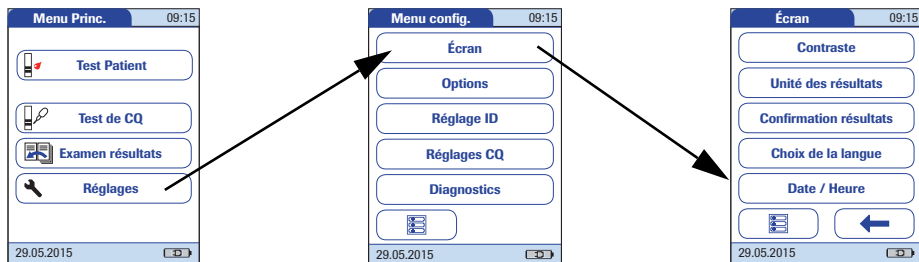 Menu Princ. 09:15
Test Patient
Test de CQ
Examen résultats
Réglages
29.05.2015
Menu config. 09:15
Écran
Options
Réglage ID
Réglages CQ
Diagnostics
29.05.2015
Écran 09:15
Contraste
Unité des résultats
Confirmation résultats
Choix de la langue
Date / Heure
29.05.2015